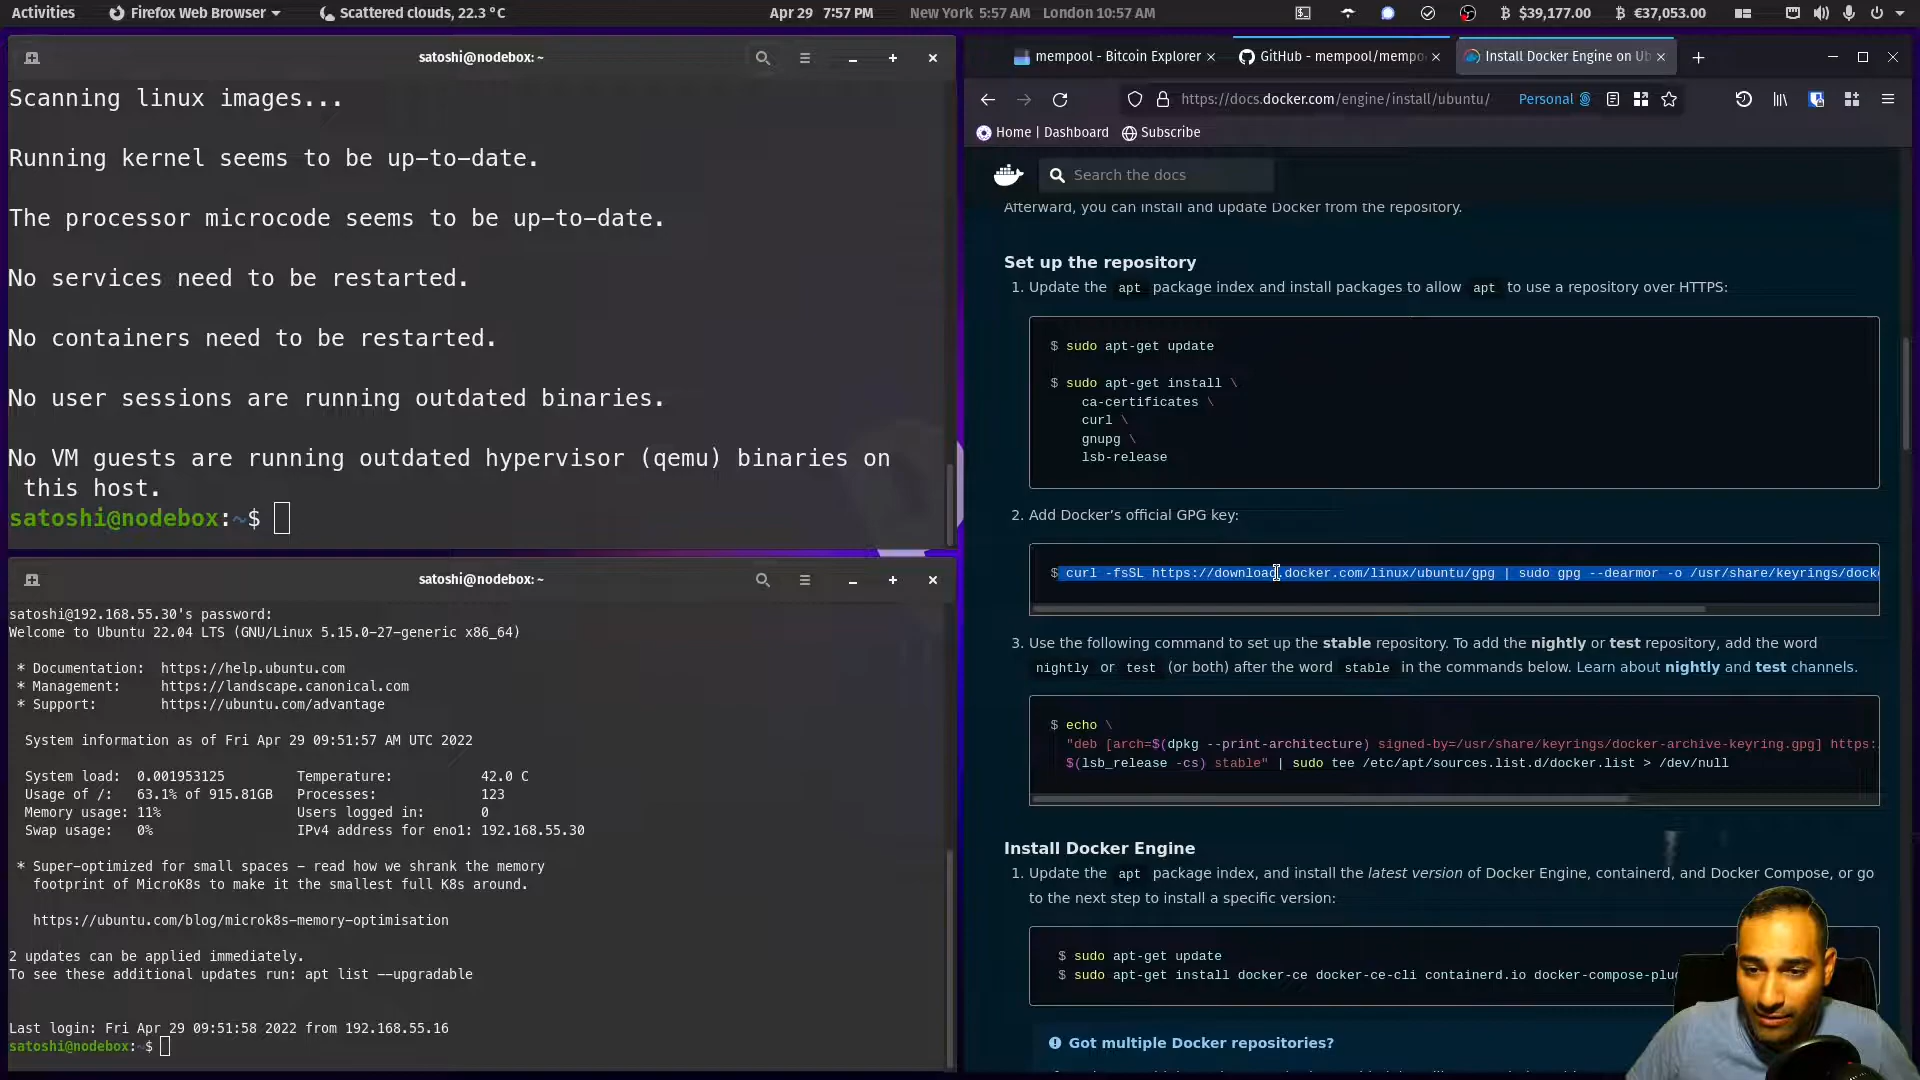 Activities
Firefox Web Browser
Scattered clouds, 22.3 °C
Apr 29 7:57 PM
New York 5:57 AM London 10:57 AM
$39,177.00
€37,053.00
satoshi@nodebox: ~
Scanning linux images...
Running kernel seems to be up-to-date.
The processor microcode seems to be up-to-date.
No services need to be restarted.
No containers need to be restarted.
No user sessions are running outdated binaries.
No VM guests are running outdated hypervisor (qemu) binaries on
this host.
satoshi@nodebox:~$
satoshi@nodebox: ~
satoshi@192.168.55.30's password:
Welcome to Ubuntu 22.04 LTS (GNU/Linux 5.15.0-27-generic x86_64)
* Documentation: https://help.ubuntu.com
* Management: https://landscape.canonical.com
* Support: https://ubuntu.com/advantage
System information as of Fri Apr 29 09:51:57 AM UTC 2022
System load: 0.001953125 Temperature: 42.0 C
Usage of /: 63.1% of 915.81GB Processes: 123
Memory usage: 11% Users logged in: 0
Swap usage: 0% IPv4 address for eno1: 192.168.55.30
* Super-optimized for small spaces - read how we shrank the memory
footprint of MicroK8s to make it the smallest full K8s around.
https://ubuntu.com/blog/microk8s-memory-optimisation
2 updates can be applied immediately.
To see these additional updates run: apt list --upgradable
Last login: Fri Apr 29 09:51:58 2022 from 192.168.55.16
satoshi@nodebox:~$
mempool - Bitcoin Explorer
GitHub - mempool/mempo
Install Docker Engine on Ub
https://docs.docker.com/engine/install/ubuntu/
Personal
Home | Dashboard
Subscribe
Search the docs
Afterward, you can install and update Docker from the repository.
Set up the repository
1. Update the apt package index and install packages to allow apt to use a repository over HTTPS:
$ sudo apt-get update
$ sudo apt-get install \
ca-certificates \
curl \
gnupg \
lsb-release
2. Add Docker’s official GPG key:
$ curl -fsSL https://download.docker.com/linux/ubuntu/gpg | sudo gpg --dearmor -o /usr/share/keyrings/docke
3. Use the following command to set up the stable repository. To add the nightly or test repository, add the word
nightly or test (or both) after the word stable in the commands below. Learn about nightly and test channels.
$ echo \
"deb [arch=$(dpkg --print-architecture) signed-by=/usr/share/keyrings/docker-archive-keyring.gpg] https:
$(lsb_release -cs) stable" | sudo tee /etc/apt/sources.list.d/docker.list > /dev/null
Install Docker Engine
1. Update the apt package index, and install the latest version of Docker Engine, containerd, and Docker Compose, or go
to the next step to install a specific version:
$ sudo apt-get update
$ sudo apt-get install docker-ce docker-ce-cli containerd.io docker-compose-plu
Got multiple Docker repositories?